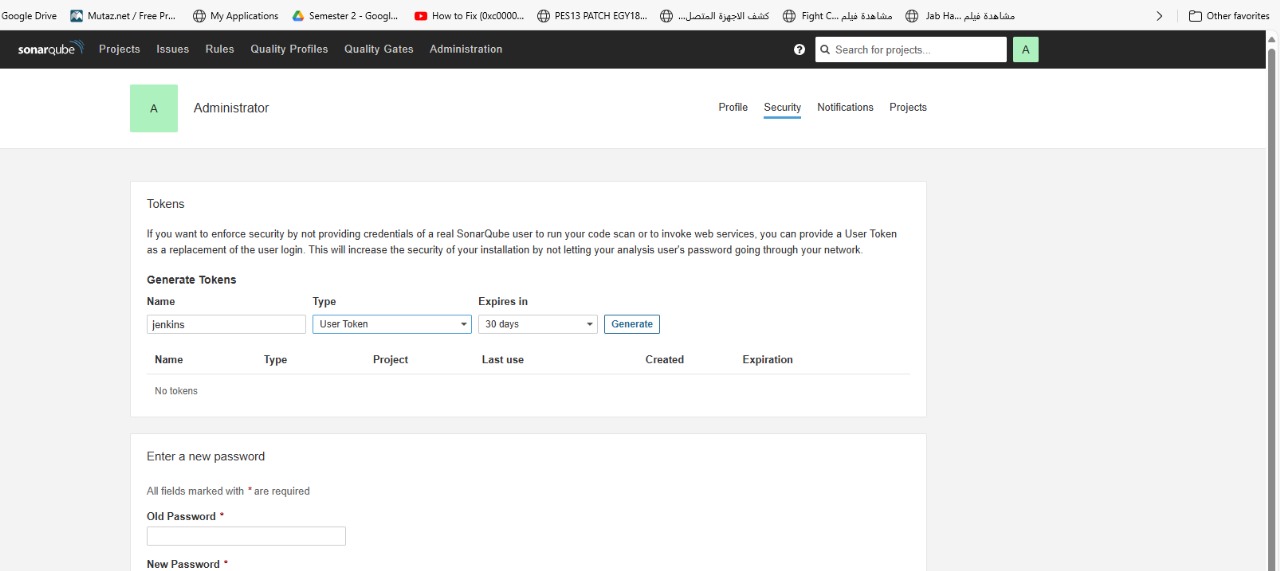 Google Drive Mutaz.net / Free Pr... My Applications Semester 2 - Googl... How to Fix (0xc0000... PES13 PATCH EGY18... كشف الاجهزة المتصل... Fight C... مشاهدة فيلم Jab Ha... مشاهدة فيلم Other favorites
sonarqube Projects Issues Rules Quality Profiles Quality Gates Administration ? Search for projects... A
A Administrator Profile Security Notifications Projects
Tokens
If you want to enforce security by not providing credentials of a real SonarQube user to run your code scan or to invoke web services, you can provide a User Token
as a replacement of the user login. This will increase the security of your installation by not letting your analysis user's password going through your network.
Generate Tokens
Name Type Expires in
jenkins User Token 30 days Generate
Name Type Project Last use Created Expiration
No tokens
Enter a new password
All fields marked with * are required
Old Password *
New Password *